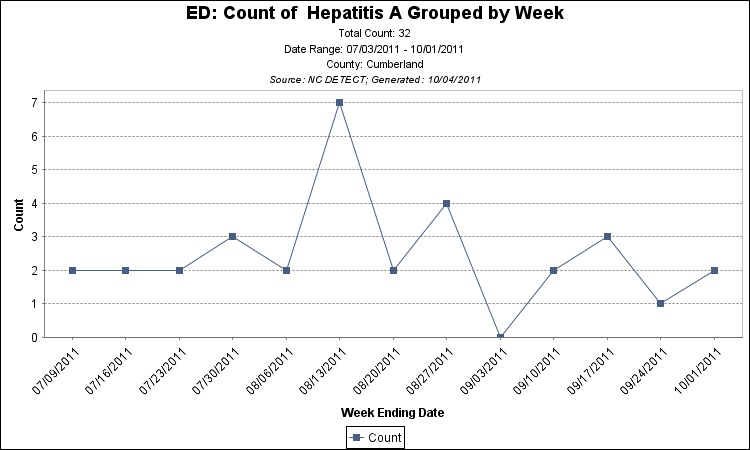 ED: Count of  Hepatitis A Grouped by Week
Total Count: 32
Date Range: 07/03/2011 - 10/01/2011
County: Cumberland
Source: NC DETECT; Generated: 10/04/2011
7
6
5
4
3
2
1
0
Count
07/09/2011
07/16/2011
07/23/2011
07/30/2011
08/06/2011
08/13/2011
08/20/2011
08/27/2011
09/03/2011
09/10/2011
09/17/2011
09/24/2011
10/01/2011
Week Ending Date
Count